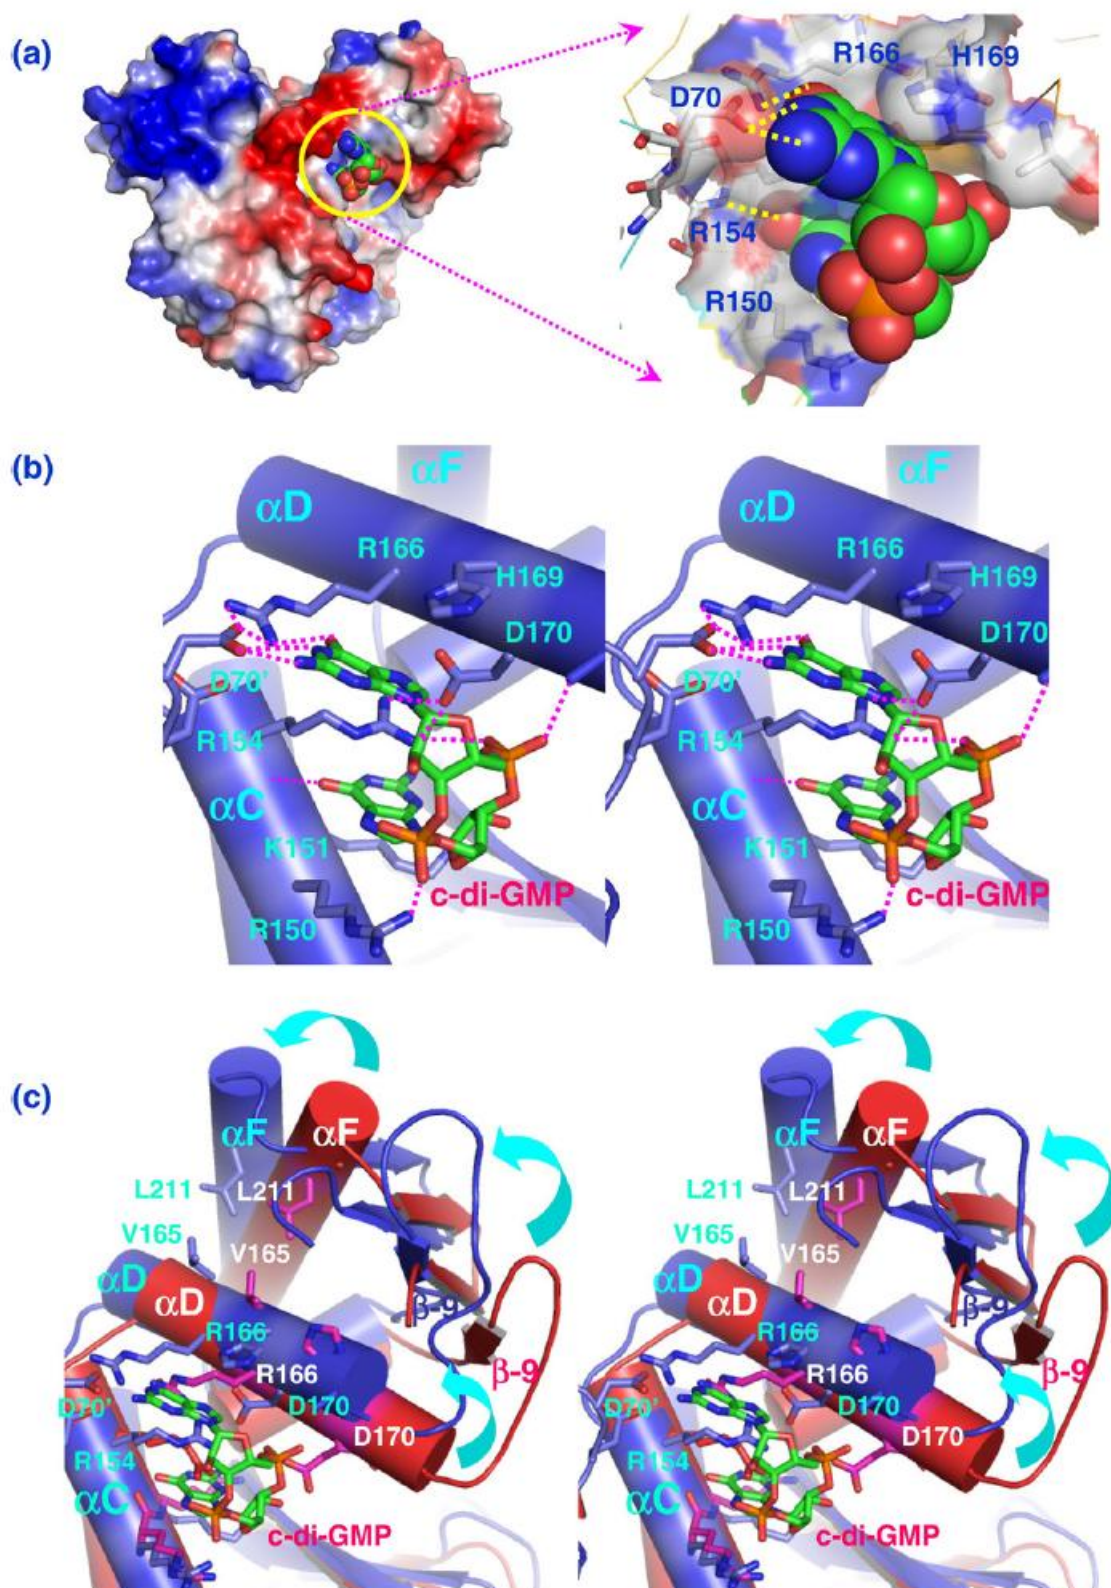 (a)
R166
H169
D70
R154
R150
(b)
αF
αD
R166
H169
D170
D70'
R154
αC
K151
c-di-GMP
R150
αF
αD
R166
H169
D170
D70'
R154
αC
K151
c-di-GMP
R150
(c)
αF
αF
L211
L211
V165
V165
αD
αD
β-9
R166
R166
β-9
D70'
D170
D170
R154
αC
c-di-GMP
αF
αF
L211
L211
V165
V165
αD
αD
β-9
R166
R166
β-9
D70'
D170
D170
R154
αC
c-di-GMP